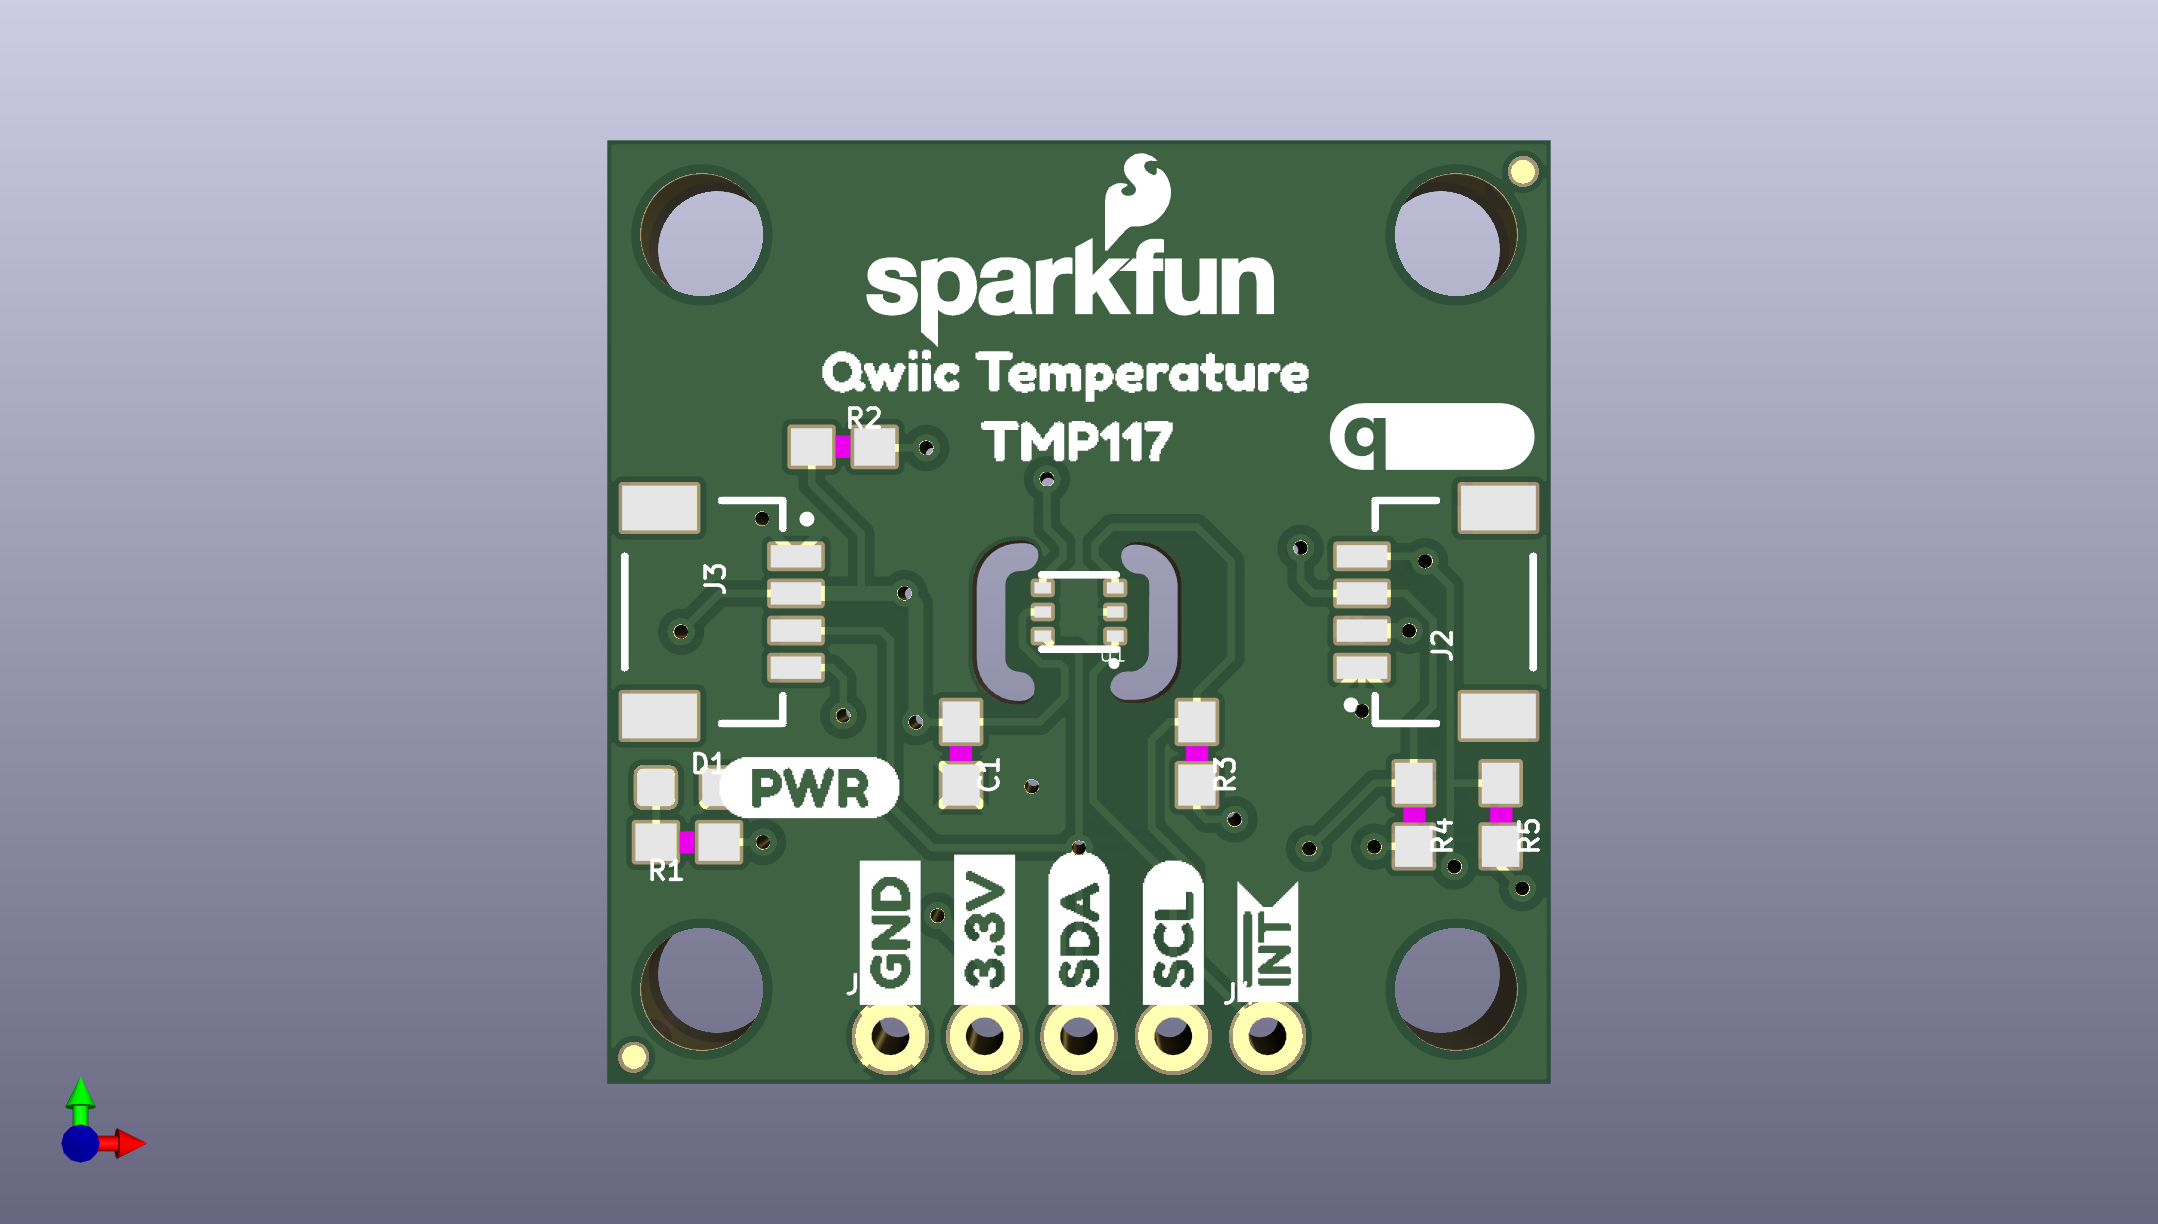 sparkfun
Qwiic Temperature
TMP117
R2
q
J3
J2
U1
D1
PWR
C1
R3
R4
R5
R1
GND
3.3V
SDA
SCL
INT
J
J